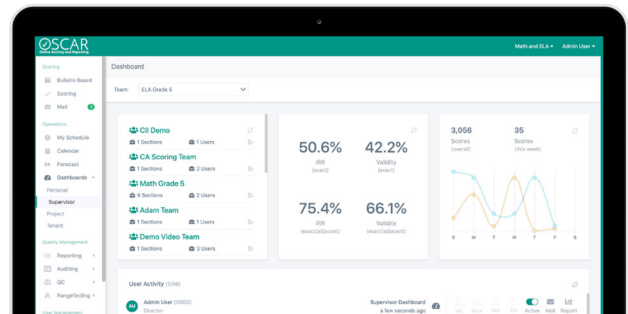 OSCAR
Online Scoring and Reporting
Math and ELA
Admin User
Scoring
Bulletin Board
Scoring
Mail
Operations
My Schedule
Calendar
Forecast
Dashboards
Personal
Supervisor
Project
Tenant
Quality Management
Reporting
Auditing
QC
Rangefinding
User Management
Dashboard
Team:
ELA Grade 5
CII Demo
1 Sections
1 Users
CA Scoring Team
1 Sections
2 Users
Math Grade 5
9 Sections
2 Users
Adam Team
1 Sections
1 Users
Demo Video Team
1 Sections
3 Users
50.6%
IRR
(exact)
42.2%
Validity
(exact)
75.4%
IRR
(exact/adjacent)
66.1%
Validity
(exact/adjacent)
3,056
Scores
(overall)
35
Scores
(this week)
S M T W T F S
User Activity (1/46)
AU
Admin User (0000)
Director
Supervisor Dashboard
a few seconds ago
Active
Mail
Report